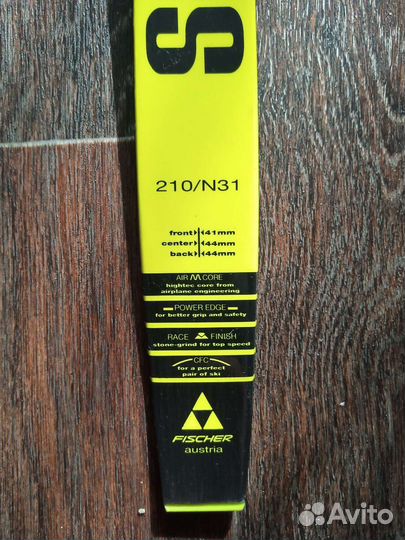 S
210/N31
front 41mm
center 44mm
back 44mm
AIR CORE
hightec core from
airplane engineering
POWER EDGE
for better grip and safety
RACE FINISH
stone-grind for top speed
CFC
for a perfect
pair of ski
FISCHER
austria
Avito